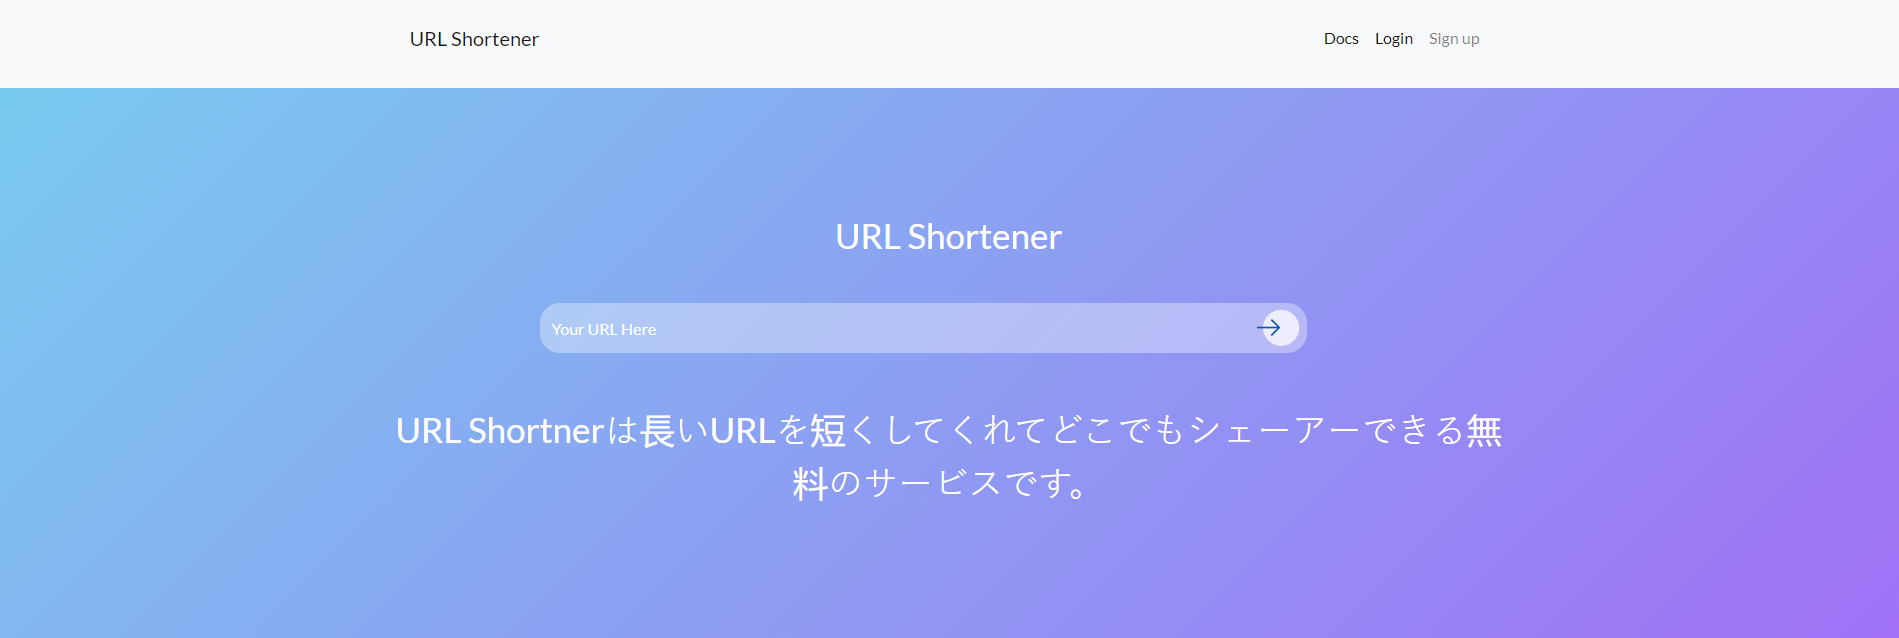 URL Shortener
Docs Login Sign up
URL Shortener
Your URL Here
URL Shortnerは長いURLを短くしてくれてどこでもシェーアーできる無
料のサービスです。